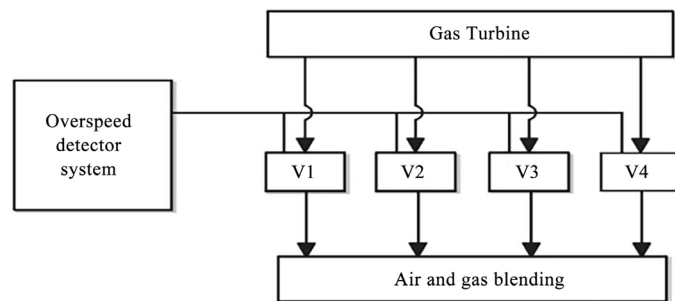 Gas Turbine
Overspeed
detector
system
V1
V2
V3
V4
Air and gas blending